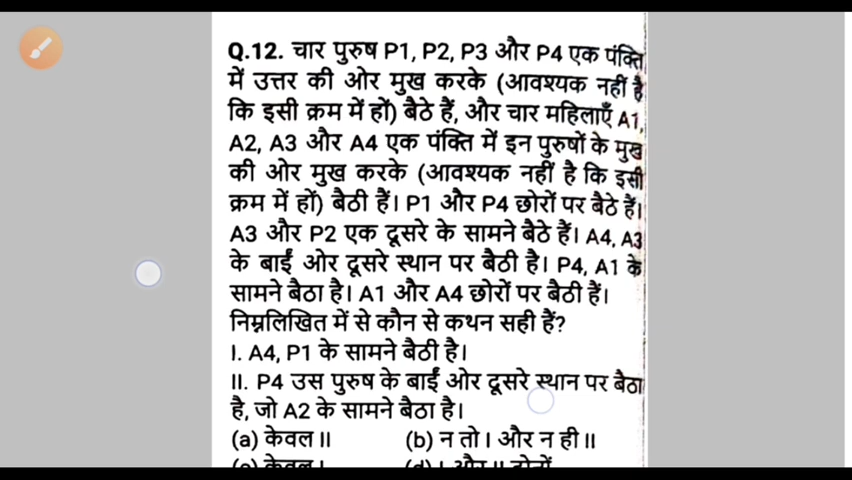 Q.12. चार पुरुष P1, P2, P3 और P4 एक पंक्ति
में उत्तर की ओर मुख करके (आवश्यक नहीं है
कि इसी क्रम में हों) बैठे हैं, और चार महिलाएँ A1,
A2, A3 और A4 एक पंक्ति में इन पुरुषों के मुख
की ओर मुख करके (आवश्यक नहीं है कि इसी
क्रम में हों) बैठी हैं। P1 और P4 छोरों पर बैठे हैं।
A3 और P2 एक दूसरे के सामने बैठे हैं। A4, A3
के बाईं ओर दूसरे स्थान पर बैठी है। P4, A1 के
सामने बैठा है। A1 और A4 छोरों पर बैठी हैं।
निम्नलिखित में से कौन से कथन सही हैं?
I. A4, P1 के सामने बैठी है।
II. P4 उस पुरुष के बाईं ओर दूसरे स्थान पर बैठा
है, जो A2 के सामने बैठा है।
(a) केवल II (b) न तो I और न ही II
(c) केवल I (d) I और II दोनों